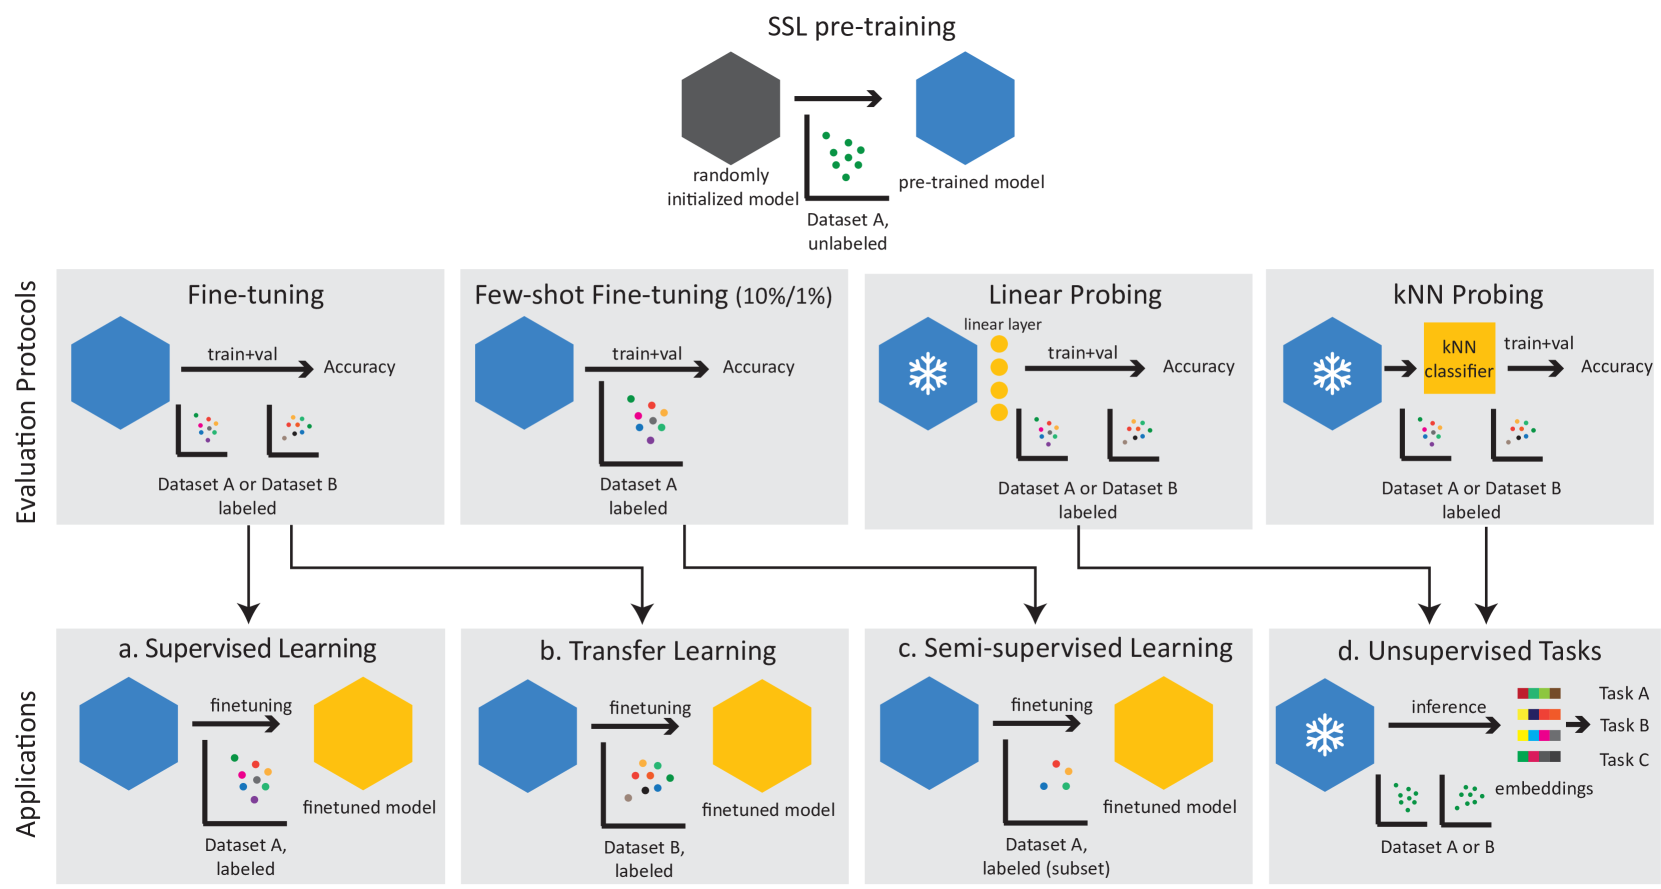 SSL pre-training
randomly
initialized model
pre-trained model
Dataset A,
unlabeled
Evaluation Protocols
Fine-tuning
train+val
Accuracy
Dataset A or Dataset B
labeled
Few-shot Fine-tuning (10%/1%)
train+val
Accuracy
Dataset A
labeled
Linear Probing
linear layer
train+val
Accuracy
Dataset A or Dataset B
labeled
kNN Probing
kNN
classifier
train+val
Accuracy
Dataset A or Dataset B
labeled
Applications
a. Supervised Learning
finetuning
finetuned model
Dataset A,
labeled
b. Transfer Learning
finetuning
finetuned model
Dataset B,
labeled
c. Semi-supervised Learning
finetuning
finetuned model
Dataset A,
labeled (subset)
d. Unsupervised Tasks
inference
Task A
Task B
Task C
embeddings
Dataset A or B